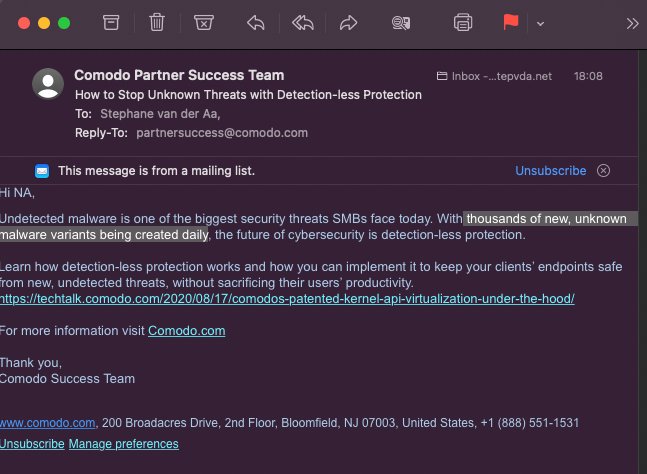 Comodo Partner Success Team
Inbox -...tepvda.net 18:08
How to Stop Unknown Threats with Detection-less Protection
To: Stephane van der Aa,
Reply-To: partnersuccess@comodo.com
This message is from a mailing list. Unsubscribe
Hi NA,
Undetected malware is one of the biggest security threats SMBs face today. With thousands of new, unknown
malware variants being created daily, the future of cybersecurity is detection-less protection.
Learn how detection-less protection works and how you can implement it to keep your clients' endpoints safe
from new, undetected threats, without sacrificing their users' productivity.
https://techtalk.comodo.com/2020/08/17/comodos-patented-kernel-api-virtualization-under-the-hood/
For more information visit Comodo.com
Thank you,
Comodo Success Team
www.comodo.com, 200 Broadacres Drive, 2nd Floor, Bloomfield, NJ 07003, United States, +1 (888) 551-1531
Unsubscribe Manage preferences